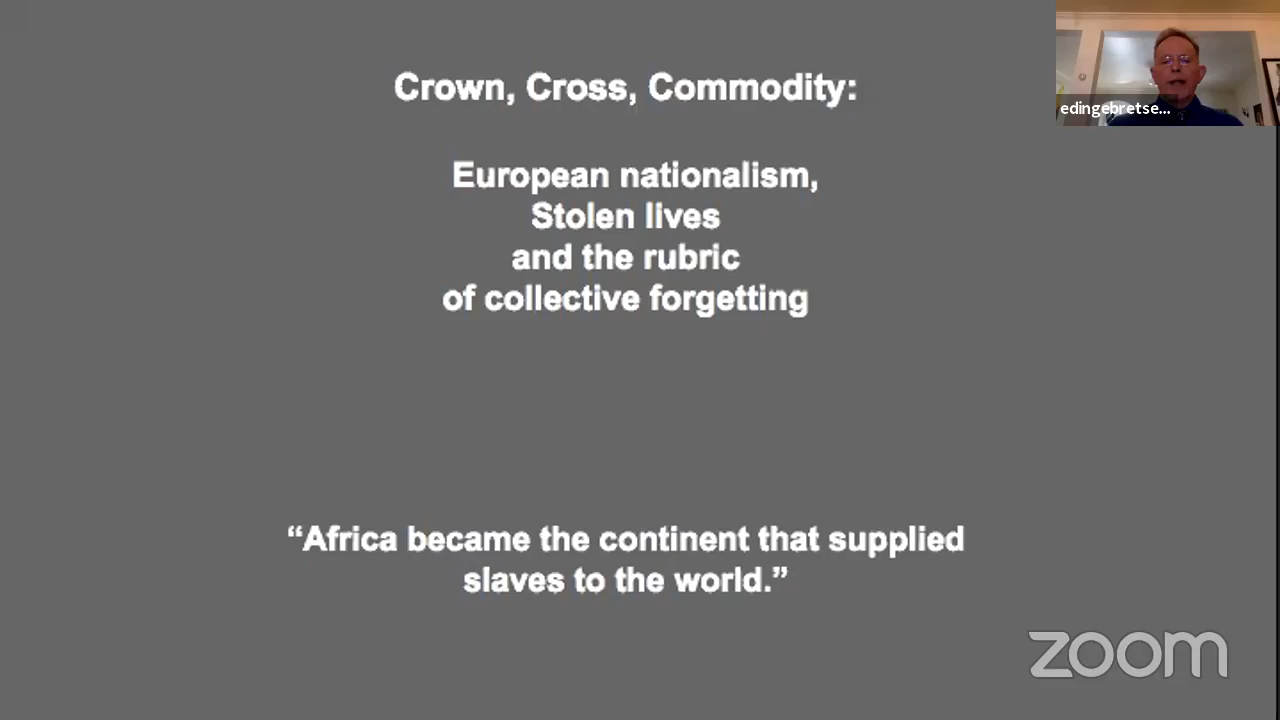 Crown, Cross, Commodity:
European nationalism,
Stolen lives
and the rubric
of collective forgetting
“Africa became the continent that supplied
slaves to the world.”
edingebretse...
zoom